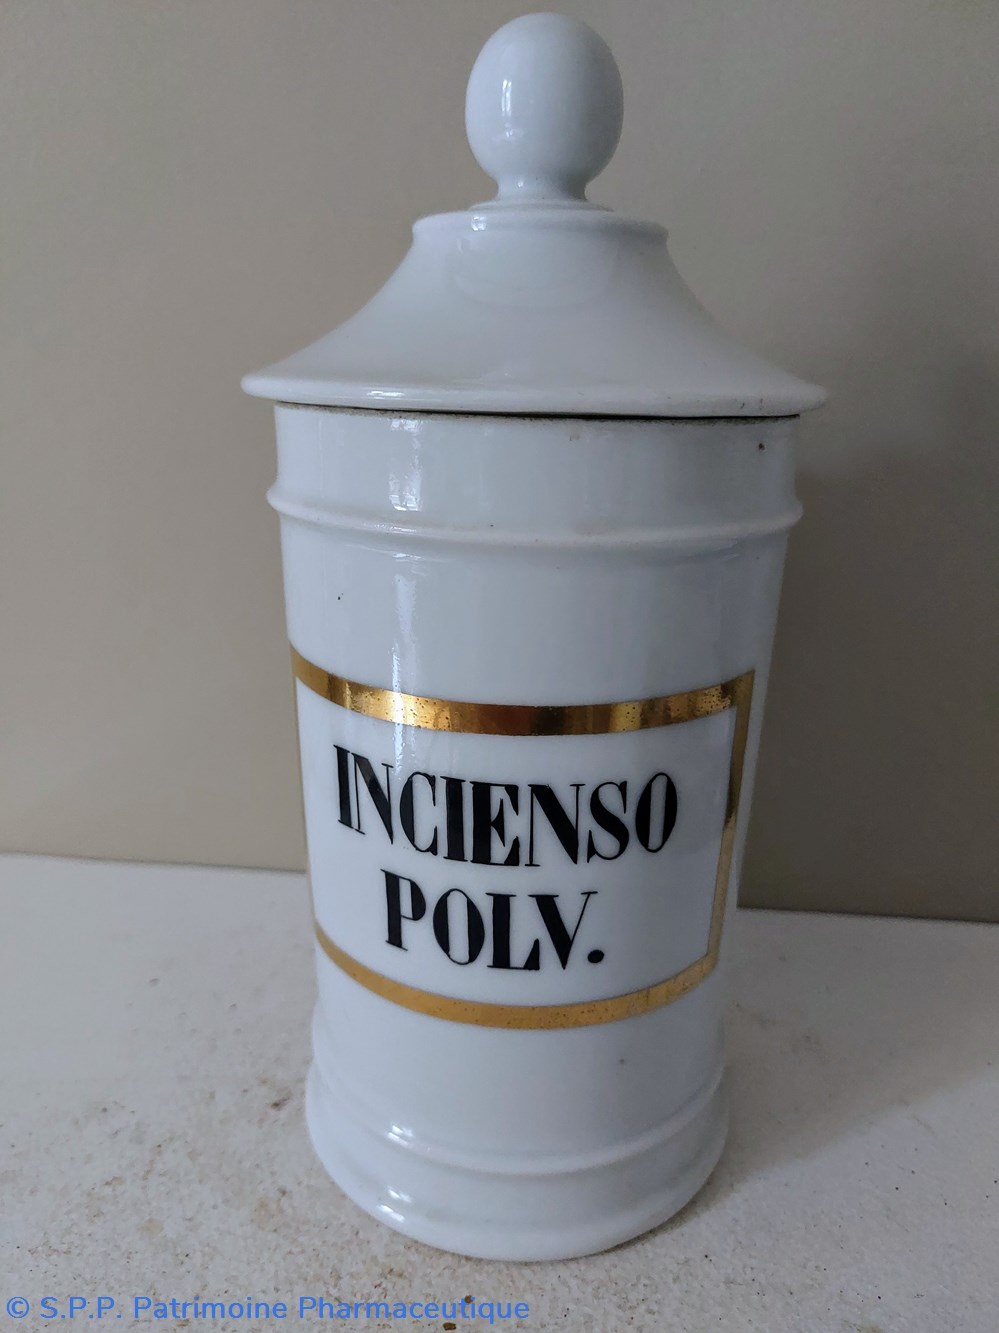 INCIENSO
POLV.
© S.P.P. Patrimoine Pharmaceutique